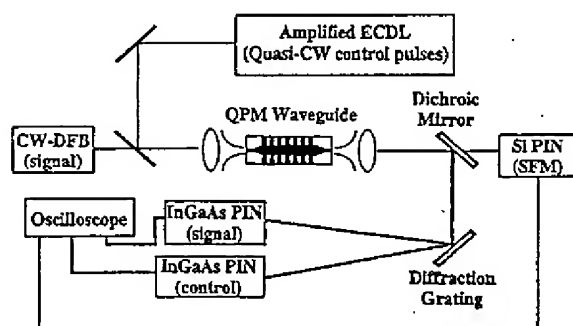 Amplified ECDL
(Quasi-CW control pulses)
QPM Waveguide
Dichroic
Mirror
CW-DFB
(signal)
Si PIN
(SFM)
InGaAs PIN
(signal)
Oscilloscope
InGaAs PIN
(control)
Diffraction
Grating